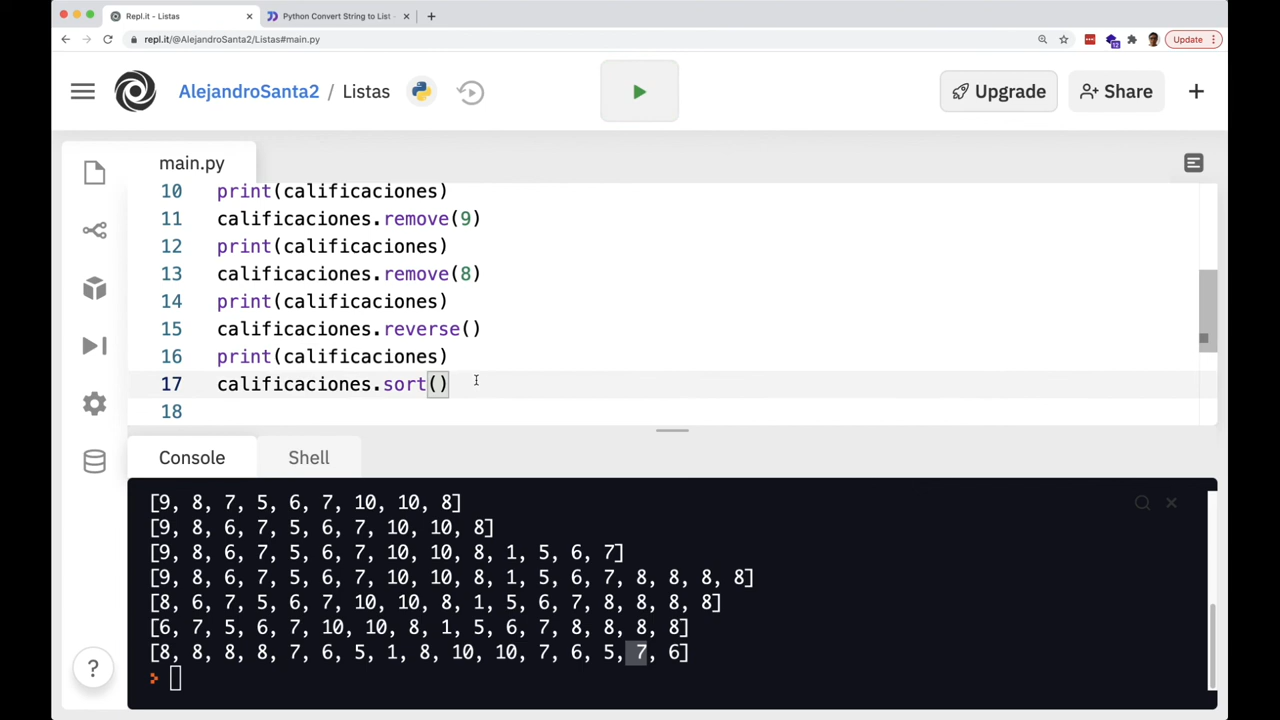 Repl.it - Listas
Python Convert String to List
repl.it/@AlejandroSanta2/Listas#main.py
12
Update
AlejandroSanta2 / Listas
Upgrade
Share
main.py
10 print(calificaciones)
11 calificaciones.remove(9)
12 print(calificaciones)
13 calificaciones.remove(8)
14 print(calificaciones)
15 calificaciones.reverse()
16 print(calificaciones)
17 calificaciones.sort()
18
Console Shell
[9, 8, 7, 5, 6, 7, 10, 10, 8]
[9, 8, 6, 7, 5, 6, 7, 10, 10, 8]
[9, 8, 6, 7, 5, 6, 7, 10, 10, 8, 1, 5, 6, 7]
[9, 8, 6, 7, 5, 6, 7, 10, 10, 8, 1, 5, 6, 7, 8, 8, 8, 8]
[8, 6, 7, 5, 6, 7, 10, 10, 8, 1, 5, 6, 7, 8, 8, 8, 8]
[6, 7, 5, 6, 7, 10, 10, 8, 1, 5, 6, 7, 8, 8, 8, 8]
[8, 8, 8, 8, 7, 6, 5, 1, 8, 10, 10, 7, 6, 5, 7, 6]
?